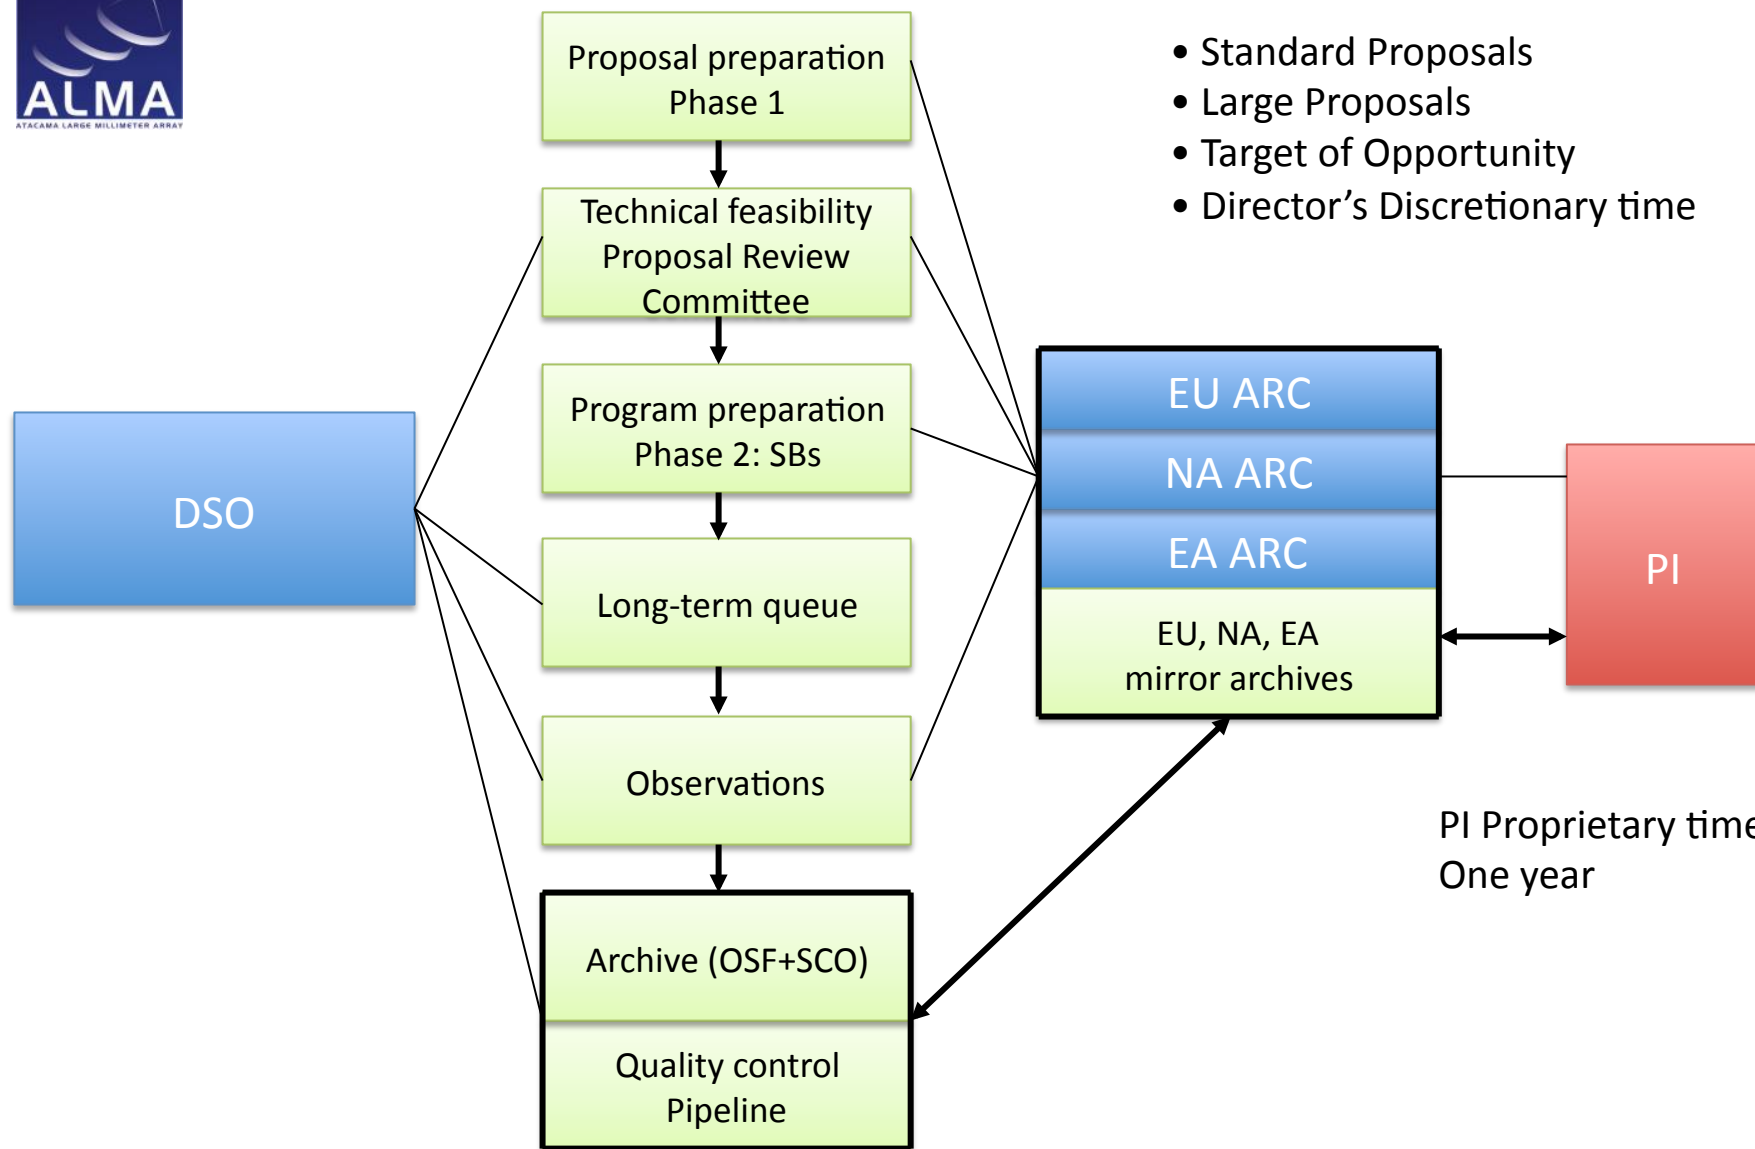 ALMA
ATACAMA LARGE MILLIMETER ARRAY
Proposal preparation
Phase 1
• Standard Proposals
• Large Proposals
• Target of Opportunity
• Director's Discretionary time
Technical feasibility
Proposal Review
Committee
Program preparation
Phase 2: SBs
DSO
Long-term queue
Observations
Archive (OSF+SCO)
Quality control
Pipeline
EU ARC
NA ARC
EA ARC
EU, NA, EA
mirror archives
PI
PI Proprietary time
One year